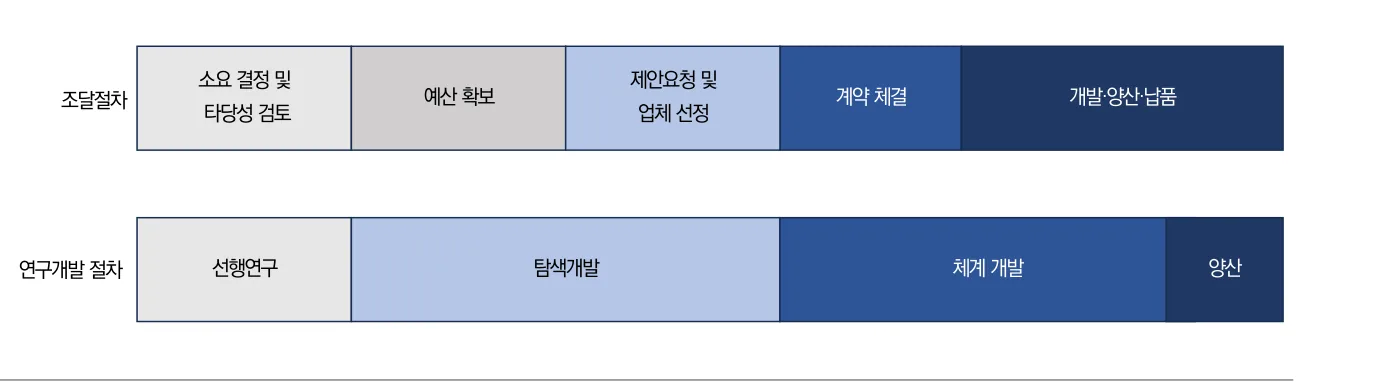 조달절차
소요 결정 및
타당성 검토
예산 확보
제안요청 및
업체 선정
계약 체결
개발·양산·납품
연구개발 절차
선행연구
탐색개발
체계 개발
양산